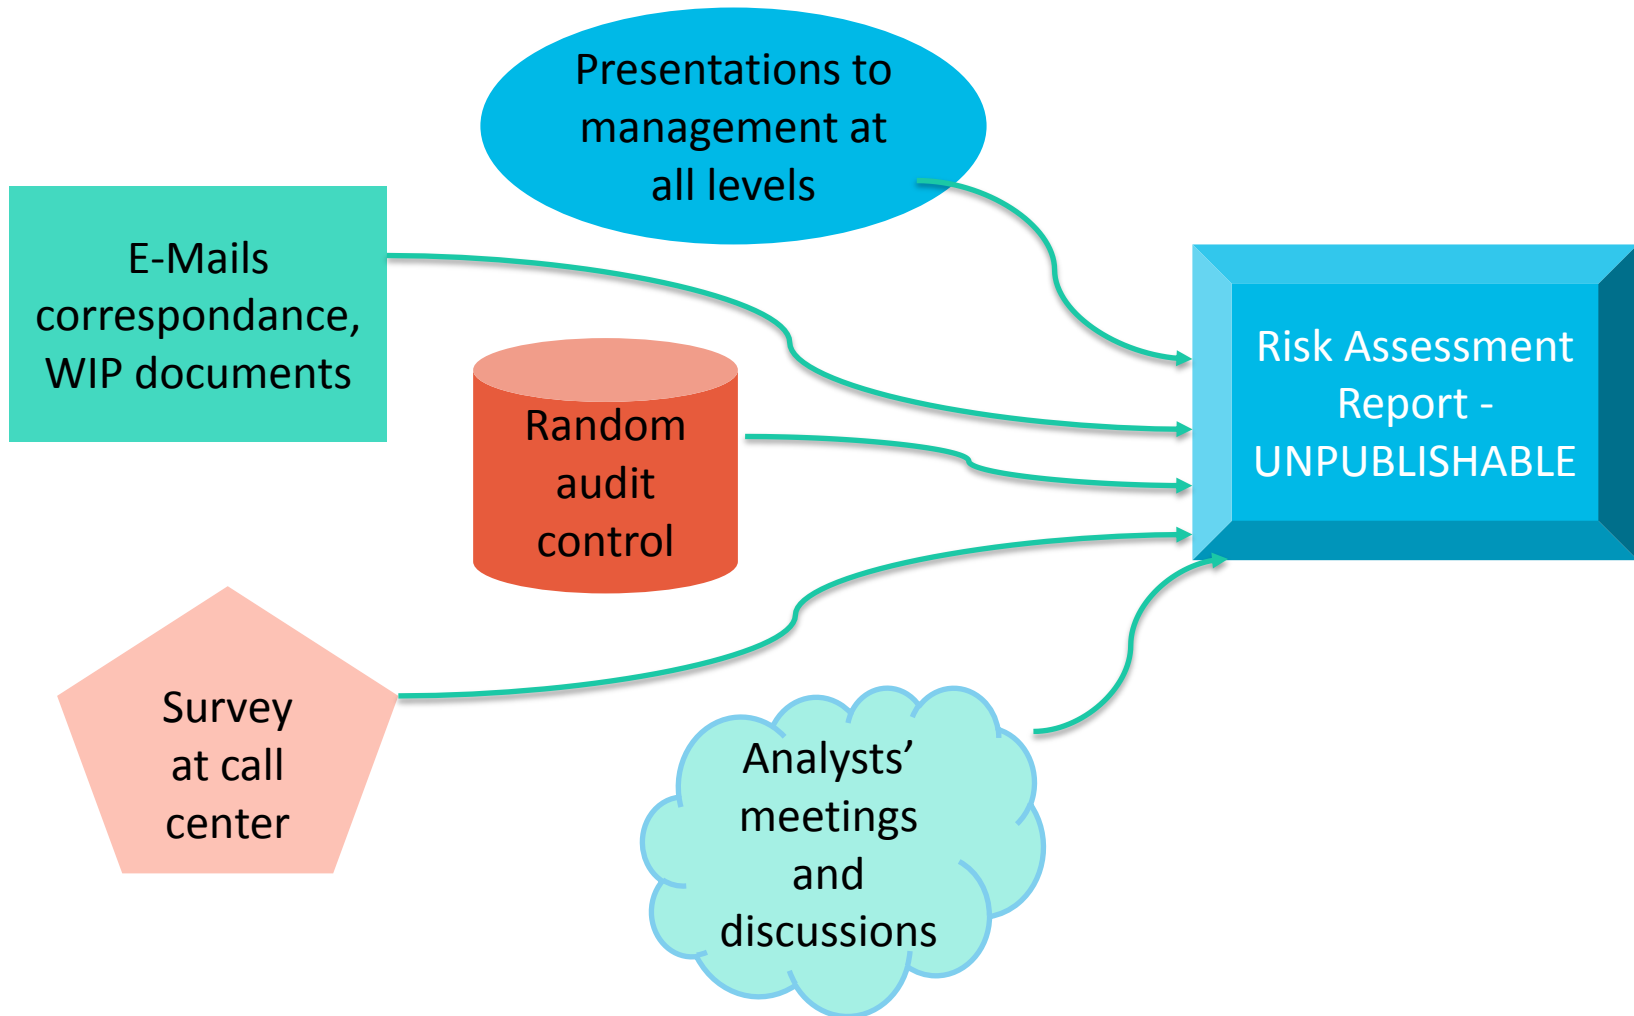 Presentations to
management at
all levels
E-Mails
correspondance,
WIP documents
Random
audit
control
Risk Assessment
Report -
UNPUBLISHABLE
Survey
at call
center
Analysts’
meetings
and
discussions